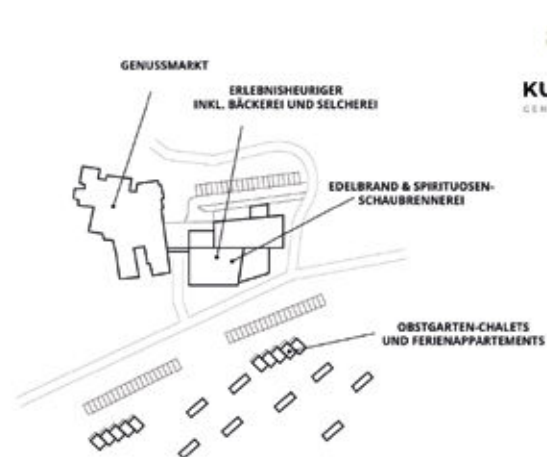 GENUSSMARKT
ERLEBNISHEURIGER
INKL. BÄCKEREI UND SELCHEREI
KU
EDELBRAND & SPIRITUOSEN-
SCHAUBRENNEREI
OBSTGARTEN-CHALETS
UND FERIENAPPARTEMENTS